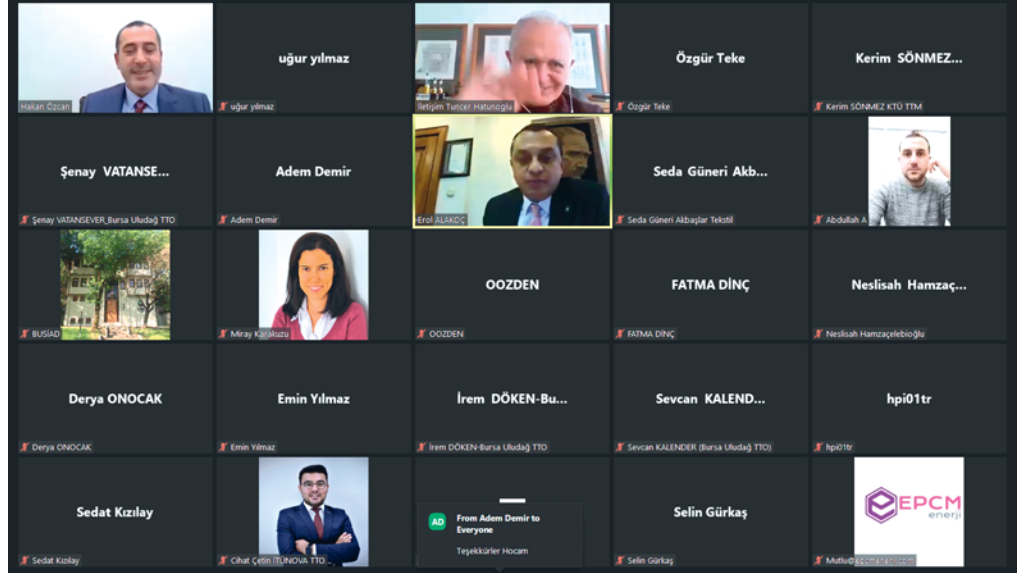 Hakan Özcan
uğur yılmaz
uğur yılmaz
İletişim Tuncer Hatunoglu
Özgür Teke
Özgür Teke
Kerim SÖNMEZ...
Kerim SÖNMEZ KTÜ TTM
Şenay VATANSE...
Şenay VATANSEVER_Bursa Uludağ TTO
Adem Demir
Adem Demir
Erol ALAKOÇ
Seda Güneri Akb...
Seda Güneri Akbaşlar Tekstil
Abdullah A
BUSİAD
Miray Karakuzu
OOZDEN
OOZDEN
FATMA DİNÇ
FATMA DİNÇ
Neslisah Hamzaç...
Neslisah Hamzaçelebioğlu
Derya ONOCAK
Derya ONOCAK
Emin Yılmaz
Emin Yılmaz
İrem DÖKEN-Bu...
İrem DÖKEN-Bursa Uludağ TTO
Sevcan KALEND...
Sevcan KALENDER (Bursa Uludağ TTO)
hpi01tr
hpi01tr
Sedat Kızılay
Sedat Kızılay
Cihat Çetin İTÜNOVA TTO
AD
From Adem Demir to
Everyone
Teşekkürler Hocam
Selin Gürkaş
Selin Gürkaş
EPCM
enerji
Mutlu@epcmenerji.com